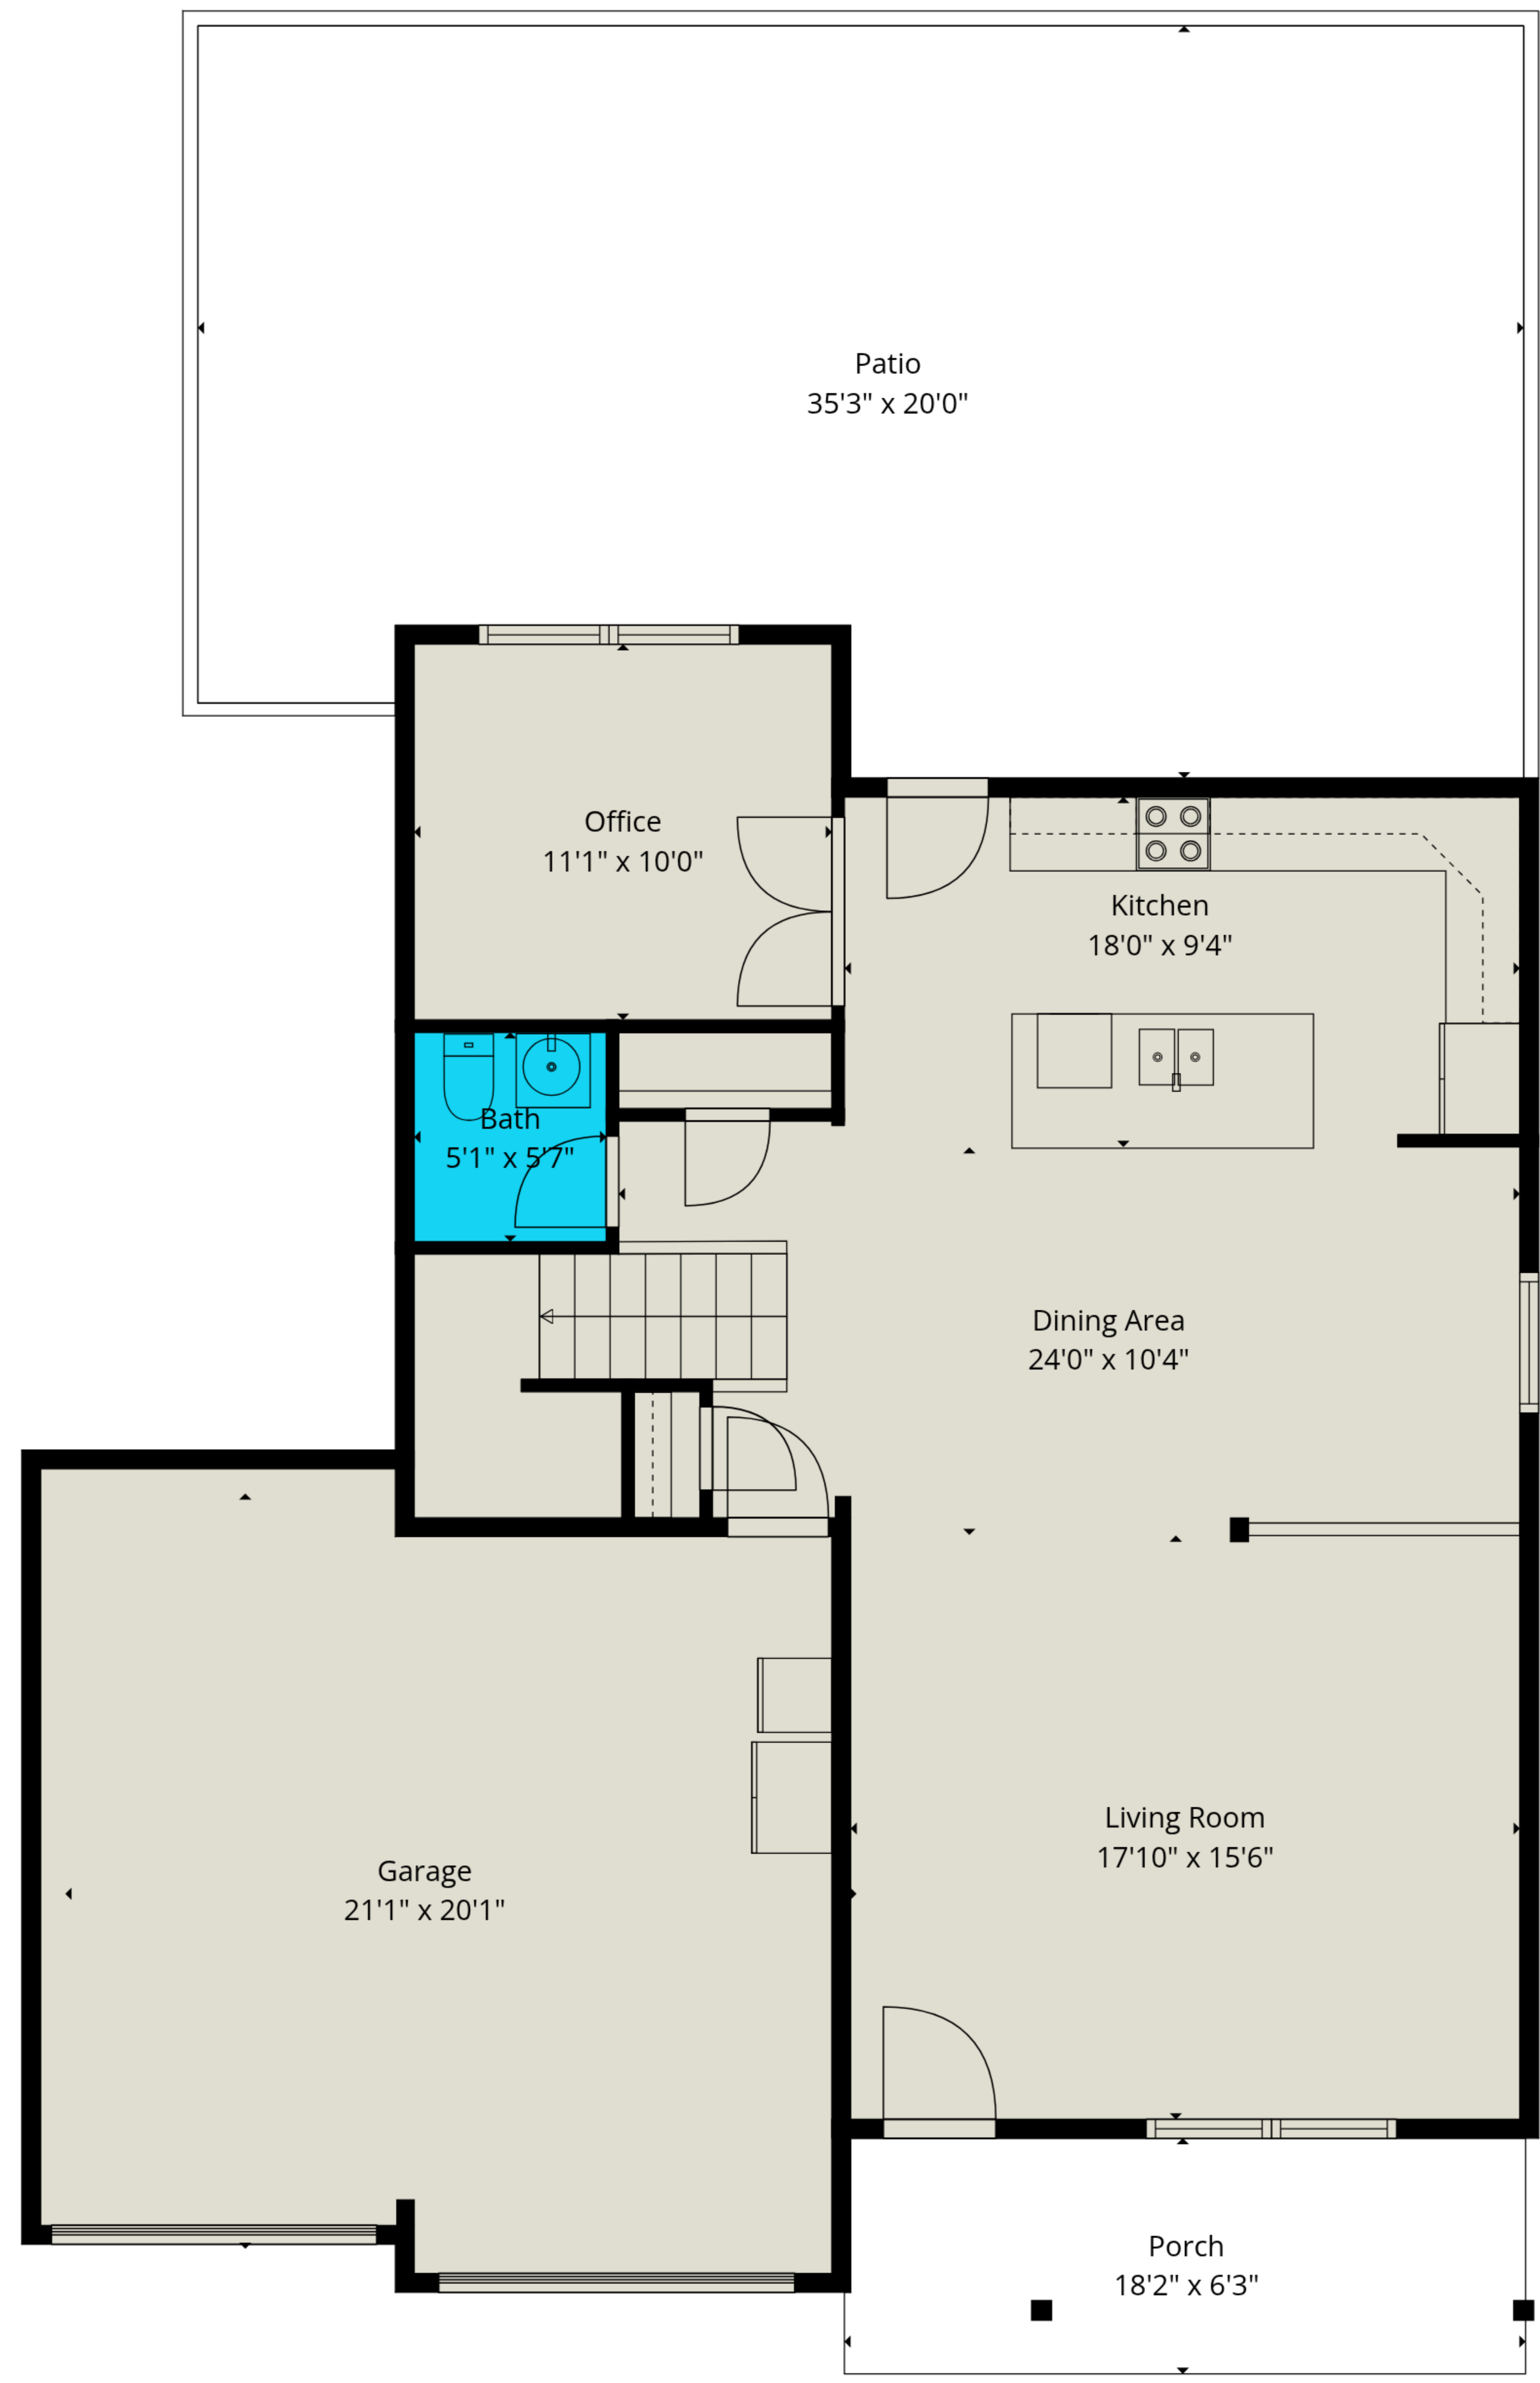 Patio
35'3" x 20'0"
Office
11'1" x 10'0"
Kitchen
18'0" x 9'4"
Bath
5'1" x 5'7"
Dining Area
24'0" x 10'4"
Living Room
17'10" x 15'6"
Garage
21'1" x 20'1"
Porch
18'2" x 6'3"